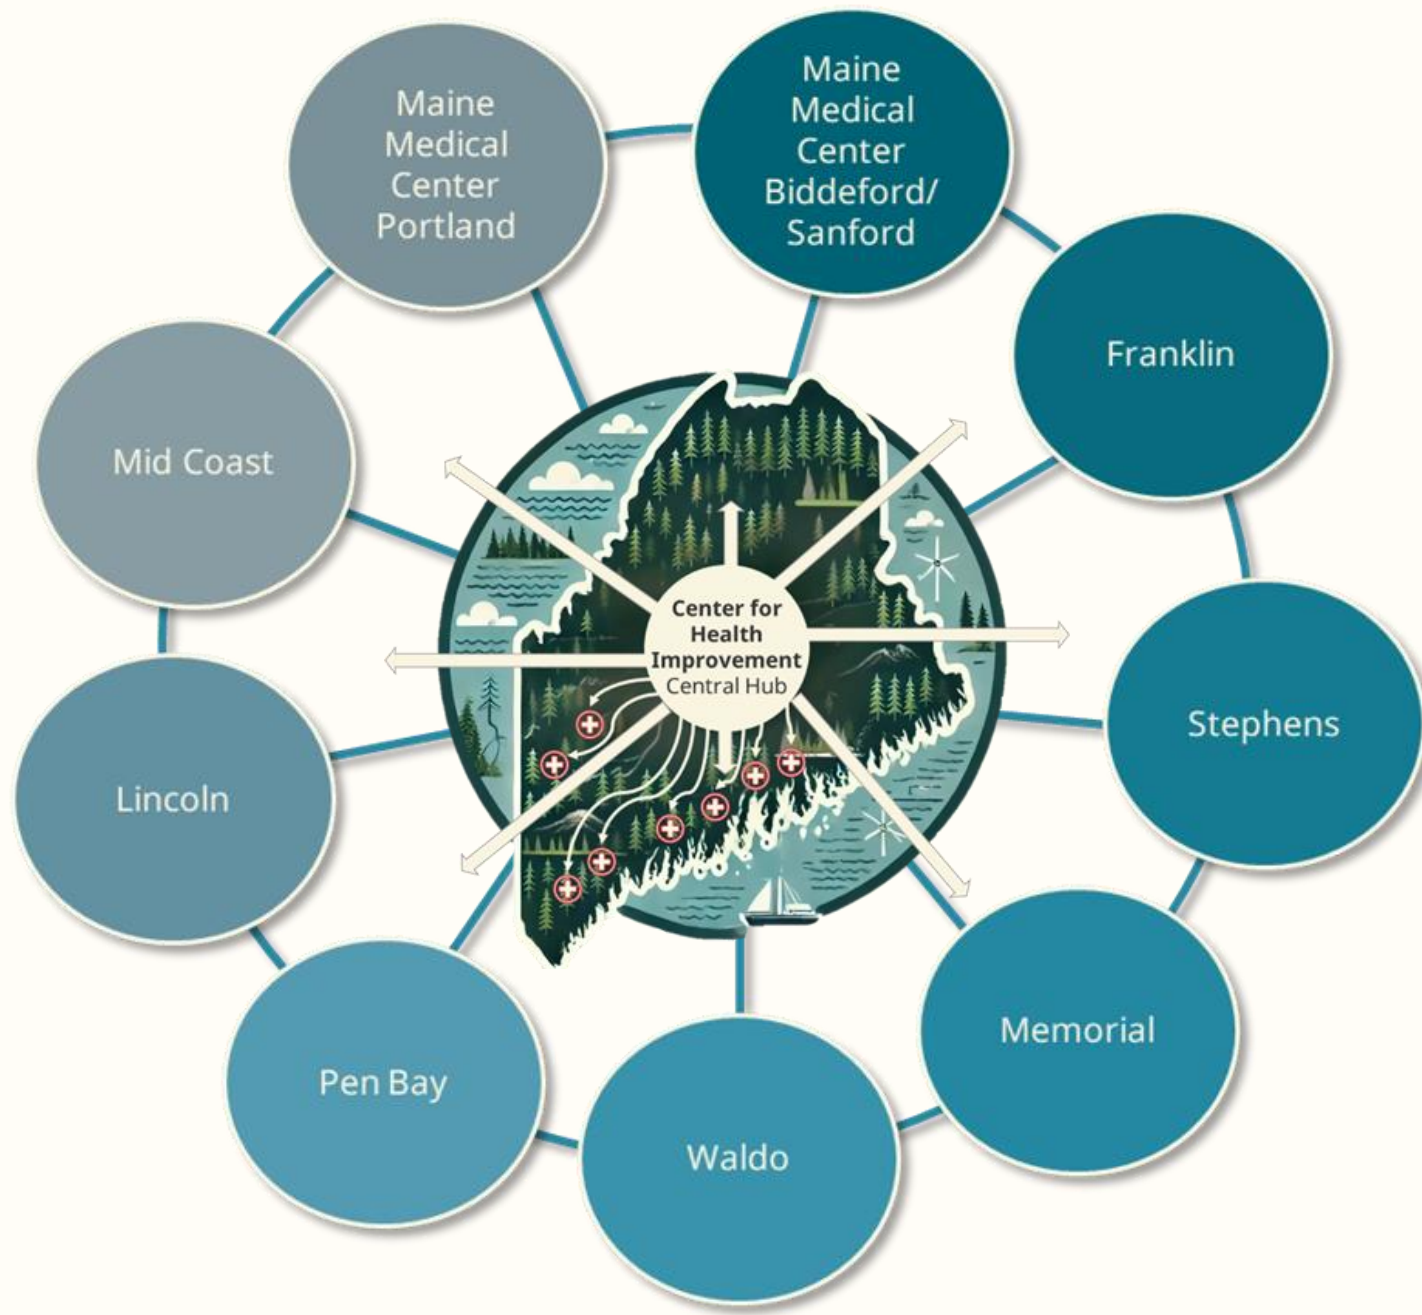 Maine
Medical
Center
Portland
Maine
Medical
Center
Biddeford/
Sanford
Franklin
Mid Coast
Center for
Health
Improvement
Central Hub
Stephens
Lincoln
Memorial
Pen Bay
Waldo